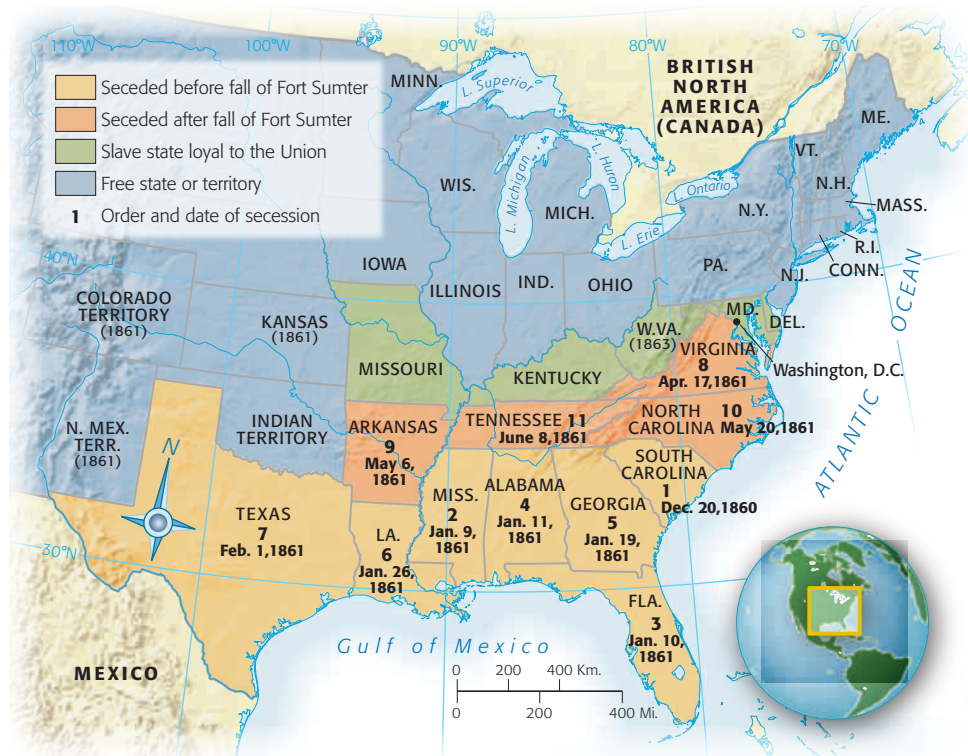 110°W
100°W
90°W
80°W
70°W
Seceded before fall of Fort Sumter
Seceded after fall of Fort Sumter
Slave state loyal to the Union
Free state or territory
1 Order and date of secession
MINN.
L. Superior
BRITISH
NORTH
AMERICA
(CANADA)
ME.
VT.
N.H.
MASS.
WIS.
L. Michigan
L. Huron
MICH.
L. Ontario
N.Y.
L. Erie
R.I.
CONN.
40°N
IOWA
ILLINOIS
IND.
OHIO
PA.
N.J.
COLORADO
TERRITORY
(1861)
KANSAS
(1861)
MISSOURI
KENTUCKY
W.VA.
(1863)
MD.
DEL.
VIRGINIA
8
Apr. 17,1861
Washington, D.C.
ATLANTIC OCEAN
N. MEX.
TERR.
(1861)
N
INDIAN
TERRITORY
ARKANSAS
9
May 6,
1861
TENNESSEE 11
June 8,1861
NORTH 10
CAROLINA May 20,1861
SOUTH
CAROLINA
1
Dec. 20,1860
TEXAS
7
Feb. 1,1861
LA.
6
Jan. 26,
1861
MISS.
2
Jan. 9,
1861
ALABAMA
4
Jan. 11,
1861
GEORGIA
5
Jan. 19,
1861
30°N
FLA.
3
Jan. 10,
1861
Gulf of Mexico
MEXICO
0 200 400 Km.
0 200 400 Mi.